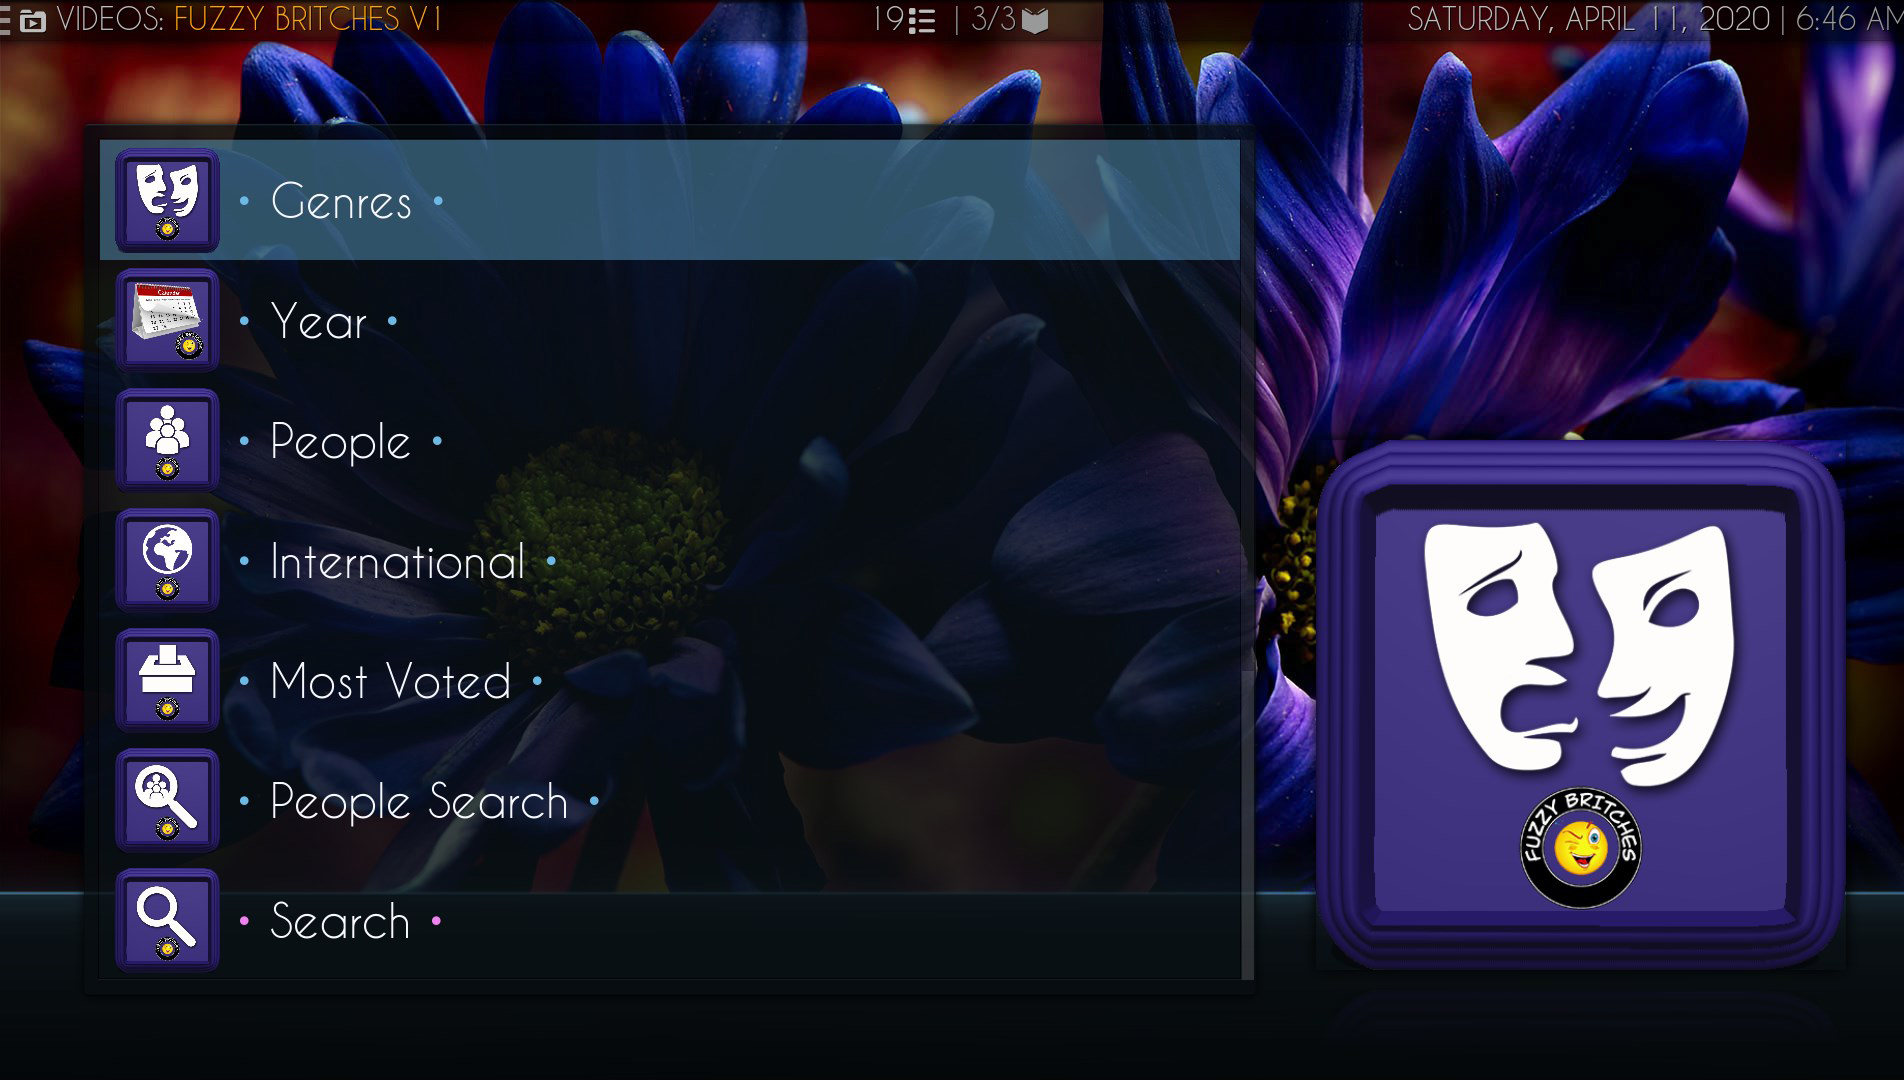 VIDEOS: FUZZY BRITCHES V1
19 | 3/3
SATURDAY, APRIL 11, 2020 | 6:46 AM
• Genres •
Calendar
• Year •
• People •
• International •
• Most Voted •
• People Search •
• Search •
FUZZY BRITCHES